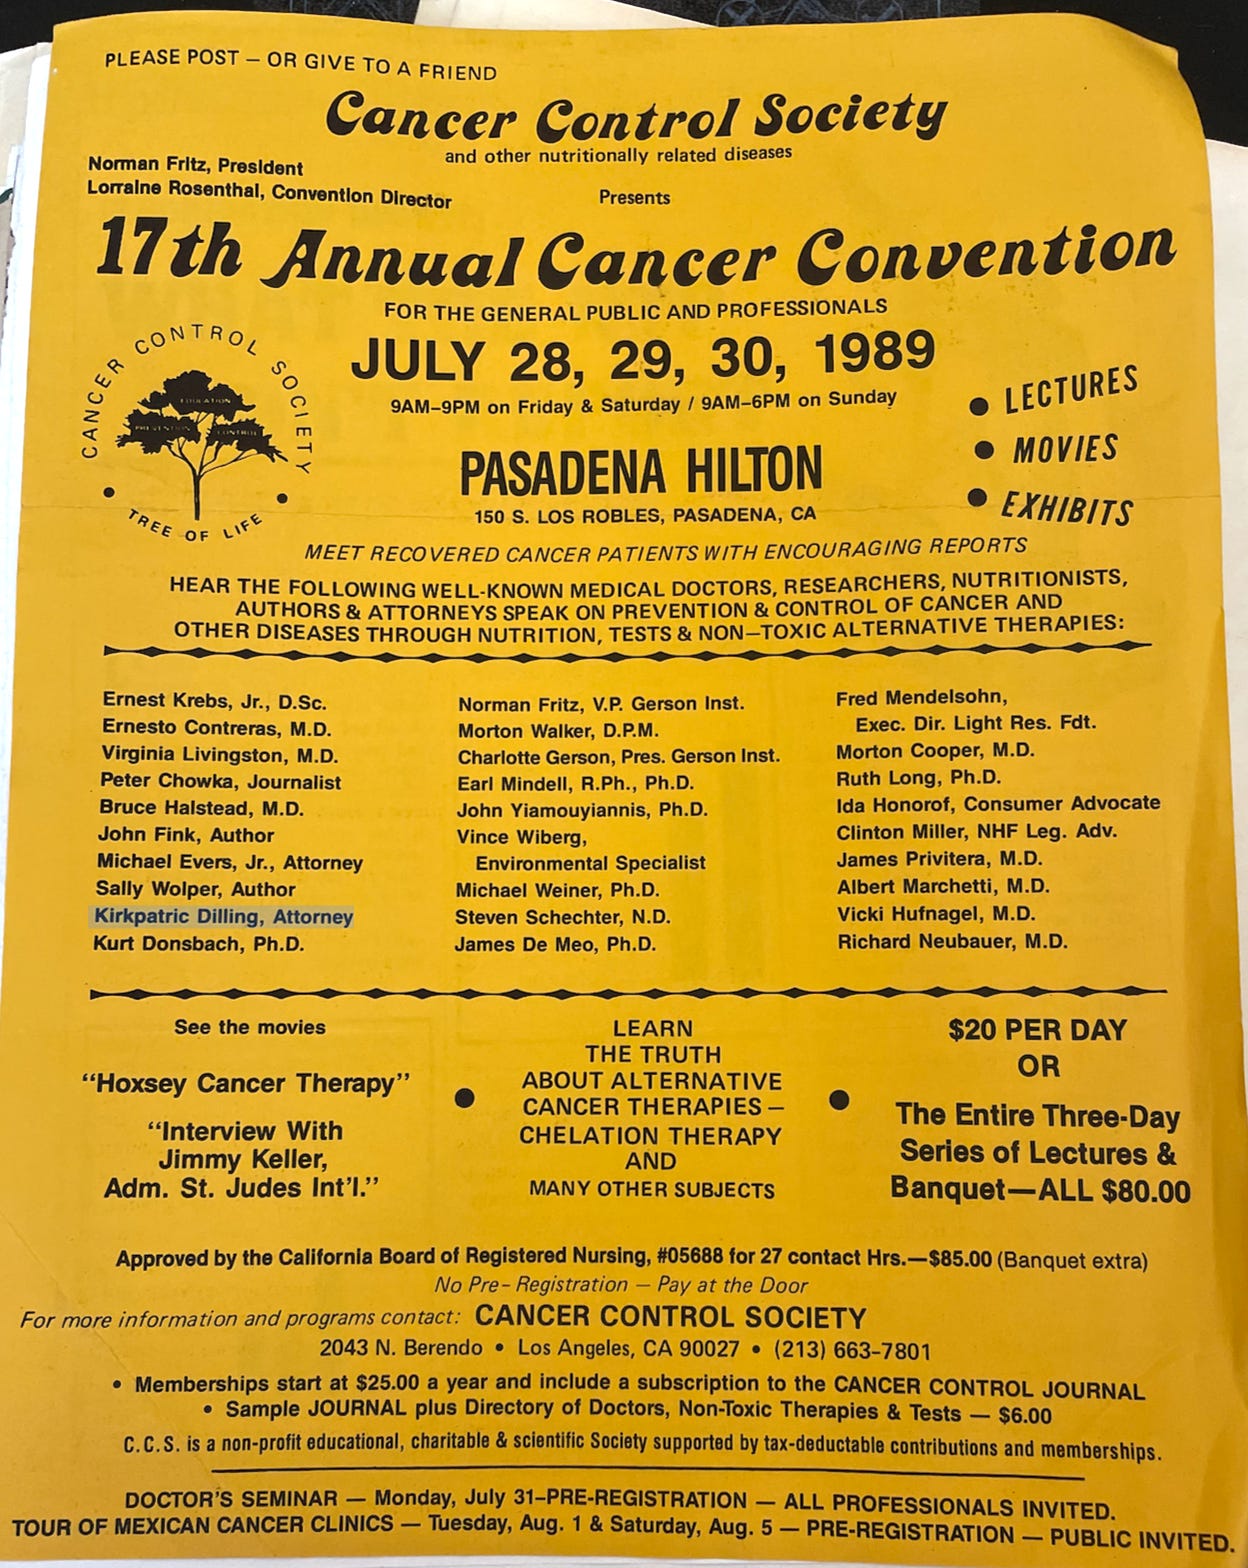 PLEASE POST — OR GIVE TO A FRIEND
Cancer Control Society
and other nutritionally related diseases
Norman Fritz, President
Lorraine Rosenthal, Convention Director
Presents
17th Annual Cancer Convention
FOR THE GENERAL PUBLIC AND PROFESSIONALS
JULY 28, 29, 30, 1989
9AM–9PM on Friday & Saturday / 9AM–6PM on Sunday
CANCER CONTROL SOCIETY
EDUCATION
PREVENTION
CONTROL
• TREE OF LIFE •
PASADENA HILTON
150 S. LOS ROBLES, PASADENA, CA
• LECTURES
• MOVIES
• EXHIBITS
MEET RECOVERED CANCER PATIENTS WITH ENCOURAGING REPORTS
HEAR THE FOLLOWING WELL-KNOWN MEDICAL DOCTORS, RESEARCHERS, NUTRITIONISTS,
AUTHORS & ATTORNEYS SPEAK ON PREVENTION & CONTROL OF CANCER AND
OTHER DISEASES THROUGH NUTRITION, TESTS & NON—TOXIC ALTERNATIVE THERAPIES:
Ernest Krebs, Jr., D.Sc.
Ernesto Contreras, M.D.
Virginia Livingston, M.D.
Peter Chowka, Journalist
Bruce Halstead, M.D.
John Fink, Author
Michael Evers, Jr., Attorney
Sally Wolper, Author
Kirkpatric Dilling, Attorney
Kurt Donsbach, Ph.D.
Norman Fritz, V.P. Gerson Inst.
Morton Walker, D.P.M.
Charlotte Gerson, Pres. Gerson Inst.
Earl Mindell, R.Ph., Ph.D.
John Yiamouyiannis, Ph.D.
Vince Wiberg,
Environmental Specialist
Michael Weiner, Ph.D.
Steven Schechter, N.D.
James De Meo, Ph.D.
Fred Mendelsohn,
Exec. Dir. Light Res. Fdt.
Morton Cooper, M.D.
Ruth Long, Ph.D.
Ida Honorof, Consumer Advocate
Clinton Miller, NHF Leg. Adv.
James Privitera, M.D.
Albert Marchetti, M.D.
Vicki Hufnagel, M.D.
Richard Neubauer, M.D.
See the movies
“Hoxsey Cancer Therapy”
“Interview With
Jimmy Keller,
Adm. St. Judes Int'l.”
•
LEARN
THE TRUTH
ABOUT ALTERNATIVE
CANCER THERAPIES —
CHELATION THERAPY
AND
MANY OTHER SUBJECTS
•
$20 PER DAY
OR
The Entire Three-Day
Series of Lectures &
Banquet—ALL $80.00
Approved by the California Board of Registered Nursing, #05688 for 27 contact Hrs.—$85.00 (Banquet extra)
No Pre–Registration — Pay at the Door
For more information and programs contact: CANCER CONTROL SOCIETY
2043 N. Berendo • Los Angeles, CA 90027 • (213) 663–7801
• Memberships start at $25.00 a year and include a subscription to the CANCER CONTROL JOURNAL
• Sample JOURNAL plus Directory of Doctors, Non-Toxic Therapies & Tests — $6.00
C.C.S. is a non-profit educational, charitable & scientific Society supported by tax-deductable contributions and memberships.
DOCTOR'S SEMINAR — Monday, July 31–PRE-REGISTRATION — ALL PROFESSIONALS INVITED.
TOUR OF MEXICAN CANCER CLINICS — Tuesday, Aug. 1 & Saturday, Aug. 5 — PRE-REGISTRATION — PUBLIC INVITED.